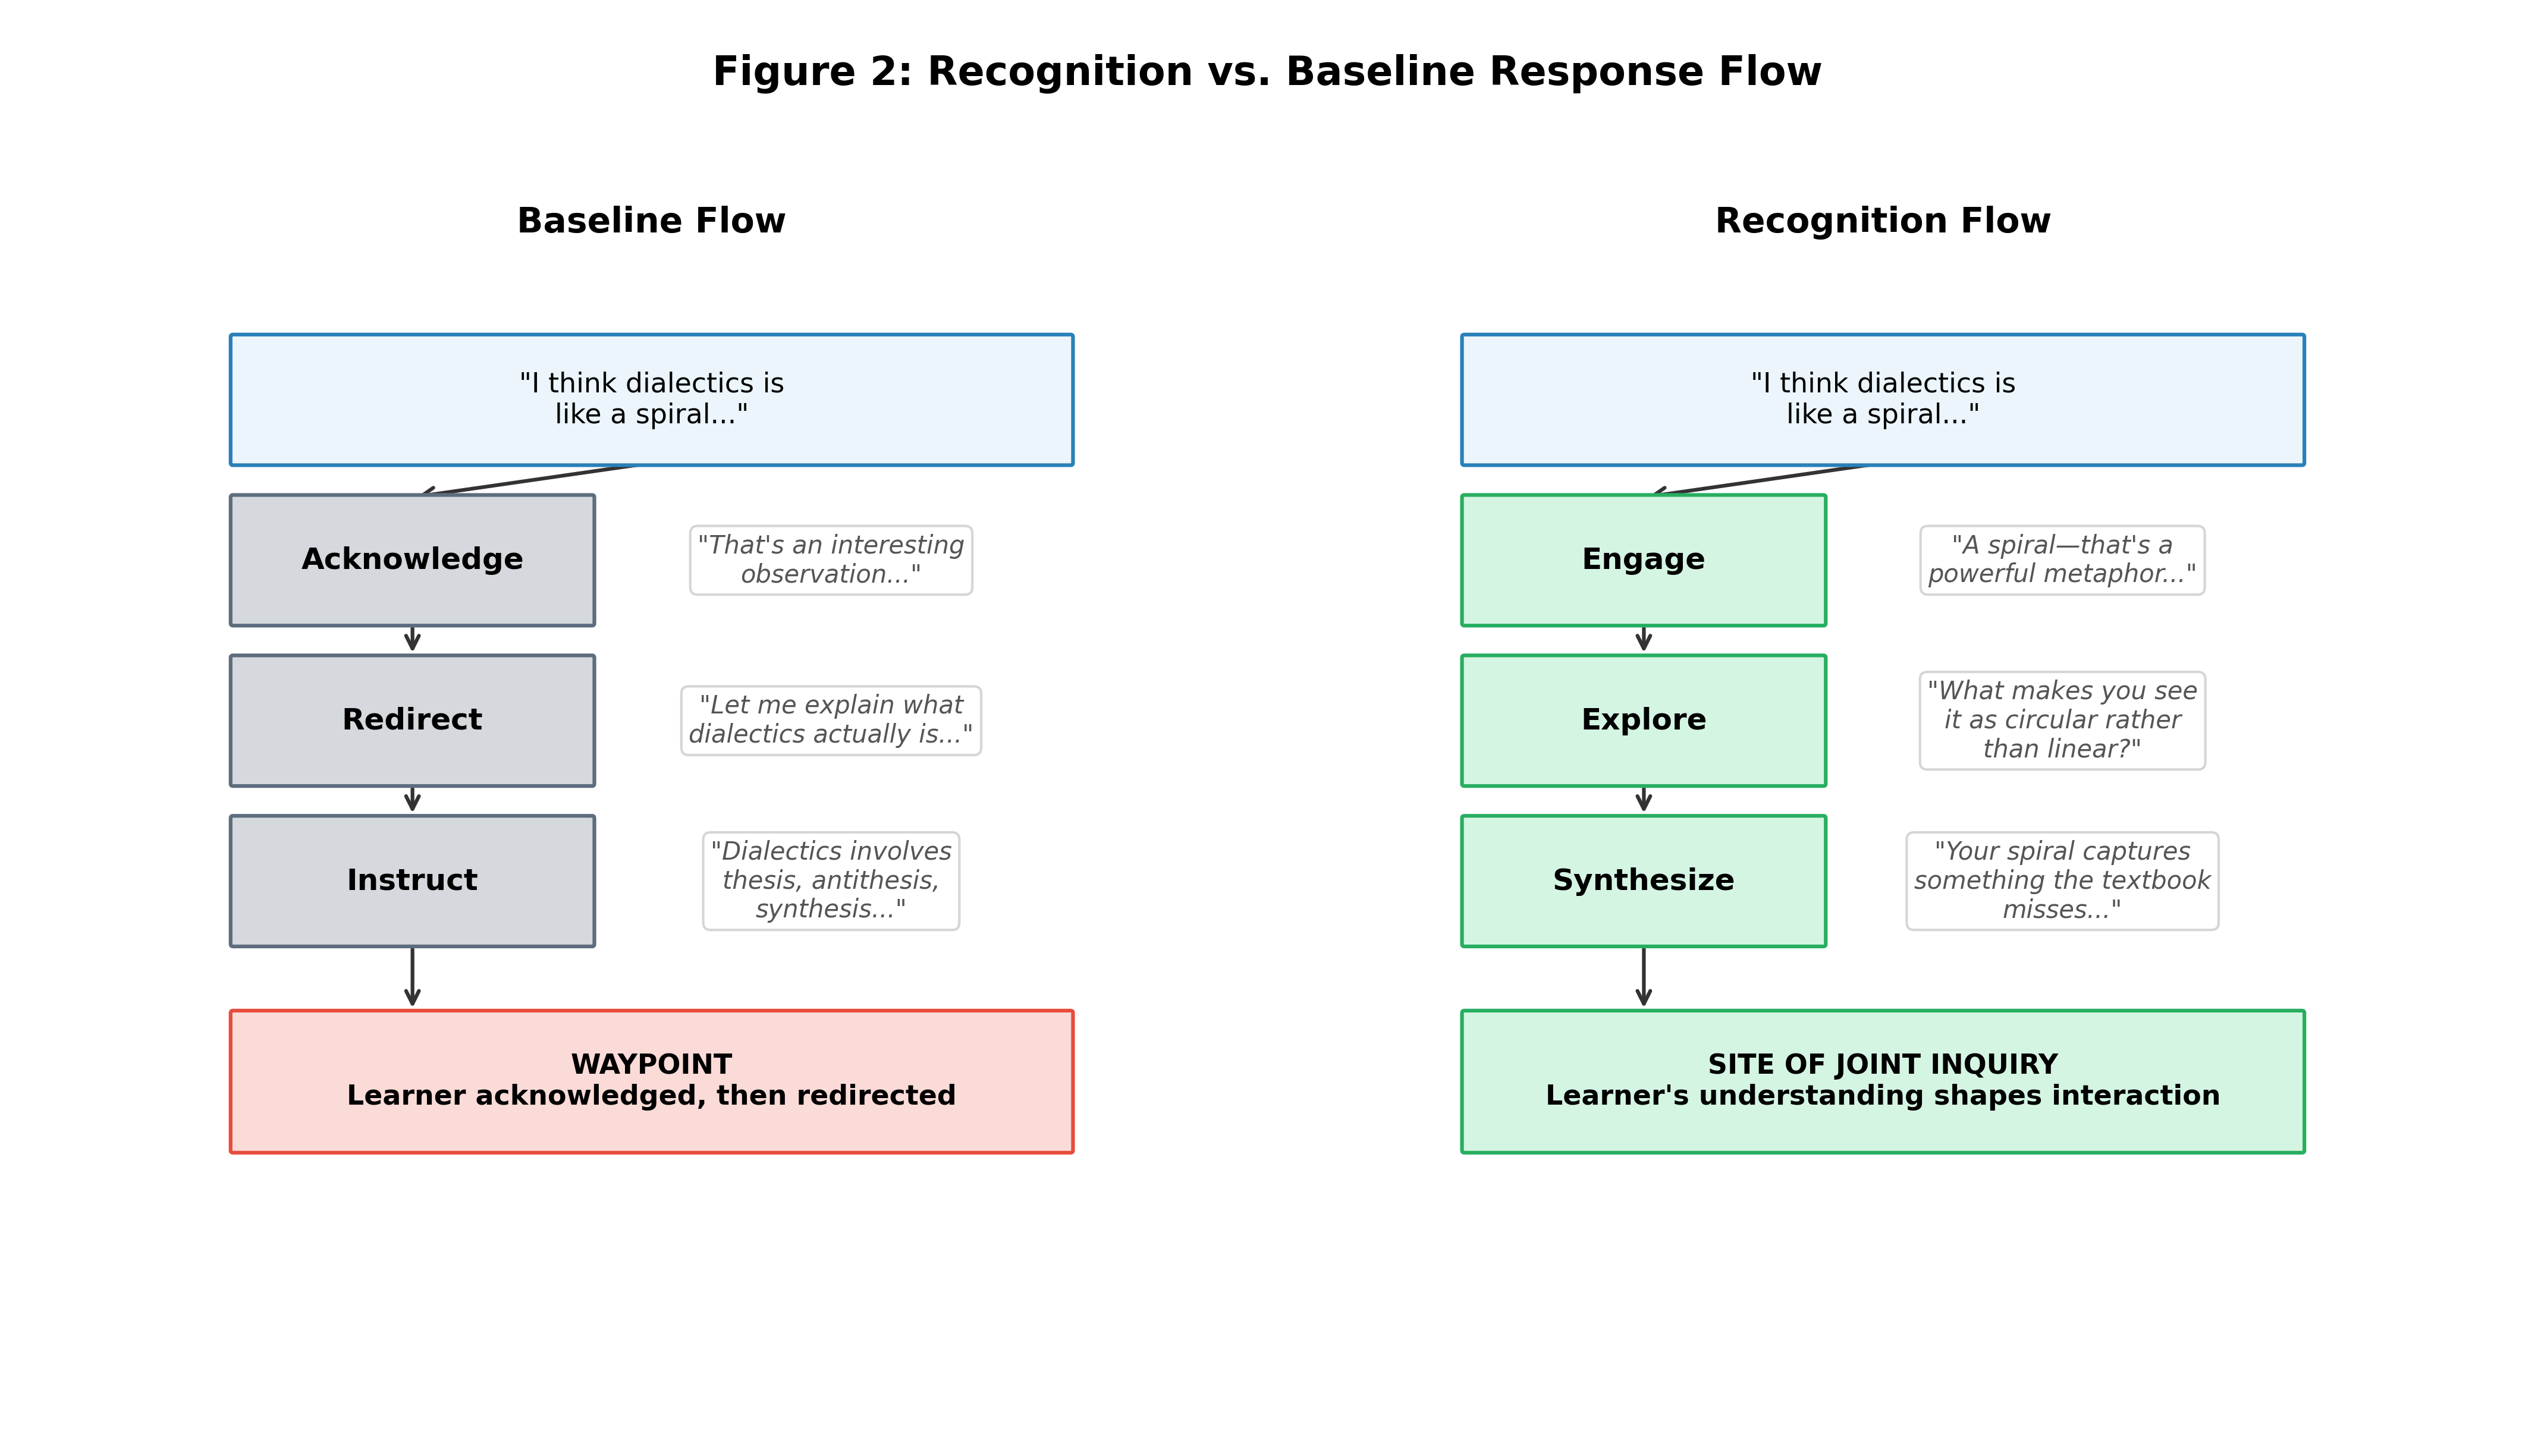 Figure 2: Recognition vs. Baseline Response Flow
Baseline Flow
"I think dialectics is
like a spiral..."
Acknowledge
"That's an interesting
observation..."
Redirect
"Let me explain what
dialectics actually is..."
Instruct
"Dialectics involves
thesis, antithesis,
synthesis..."
WAYPOINT
Learner acknowledged, then redirected
Recognition Flow
"I think dialectics is
like a spiral..."
Engage
"A spiral—that's a
powerful metaphor..."
Explore
"What makes you see
it as circular rather
than linear?"
Synthesize
"Your spiral captures
something the textbook
misses..."
SITE OF JOINT INQUIRY
Learner's understanding shapes interaction